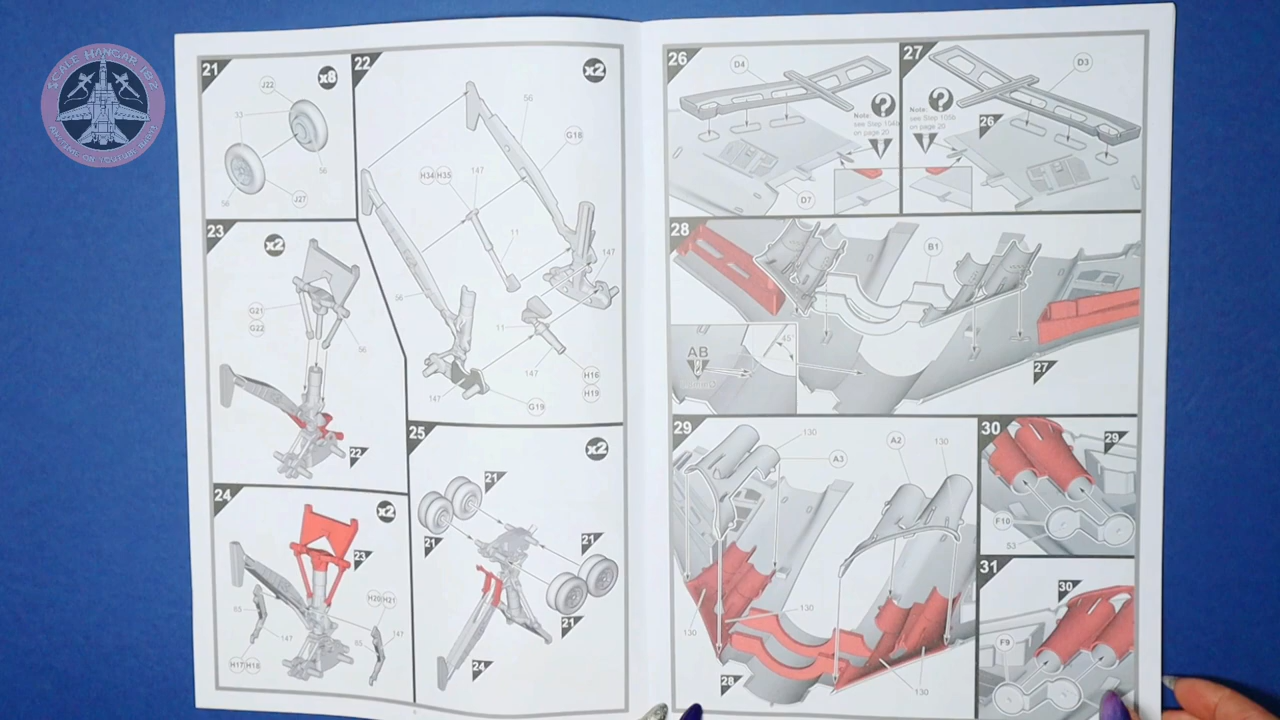 SCALE HANGAR 182
21
x8
J22
33
56
J27
56
22
x2
56
G18
H34
H35
147
11
147
56
11
147
H16
H19
147
G19
23
x2
G21
G22
56
22
24
x2
23
H20
H21
65
147
65
147
H17
H18
25
x2
21
21
21
21
24
26
D4
?
Note:
see Step 104b
on page 20
D7
27
D3
?
Note:
see Step 105b
on page 20
26
28
B1
AB
45°
27
29
130
A3
A2
130
130
130
130
28
30
29
F10
53
31
30
F9